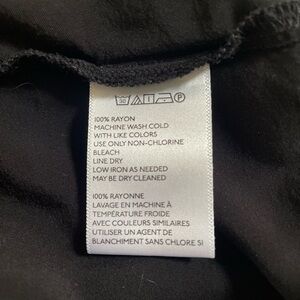 30 P
100% RAYON
MACHINE WASH COLD
WITH LIKE COLORS
USE ONLY NON-CHLORINE
BLEACH
LINE DRY
LOW IRON AS NEEDED
MAY BE DRY CLEANED
100% RAYONNE
LAVAGE EN MACHINE À
TEMPÉRATURE FROIDE
AVEC COULEURS SIMILAIRES
UTILISER UN AGENT DE
BLANCHIMENT SANS CHLORE SI